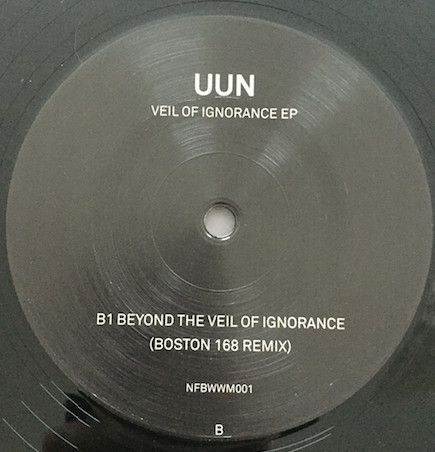 UUN
VEIL OF IGNORANCE EP
B1 BEYOND THE VEIL OF IGNORANCE
(BOSTON 168 REMIX)
NFBWWM001
B